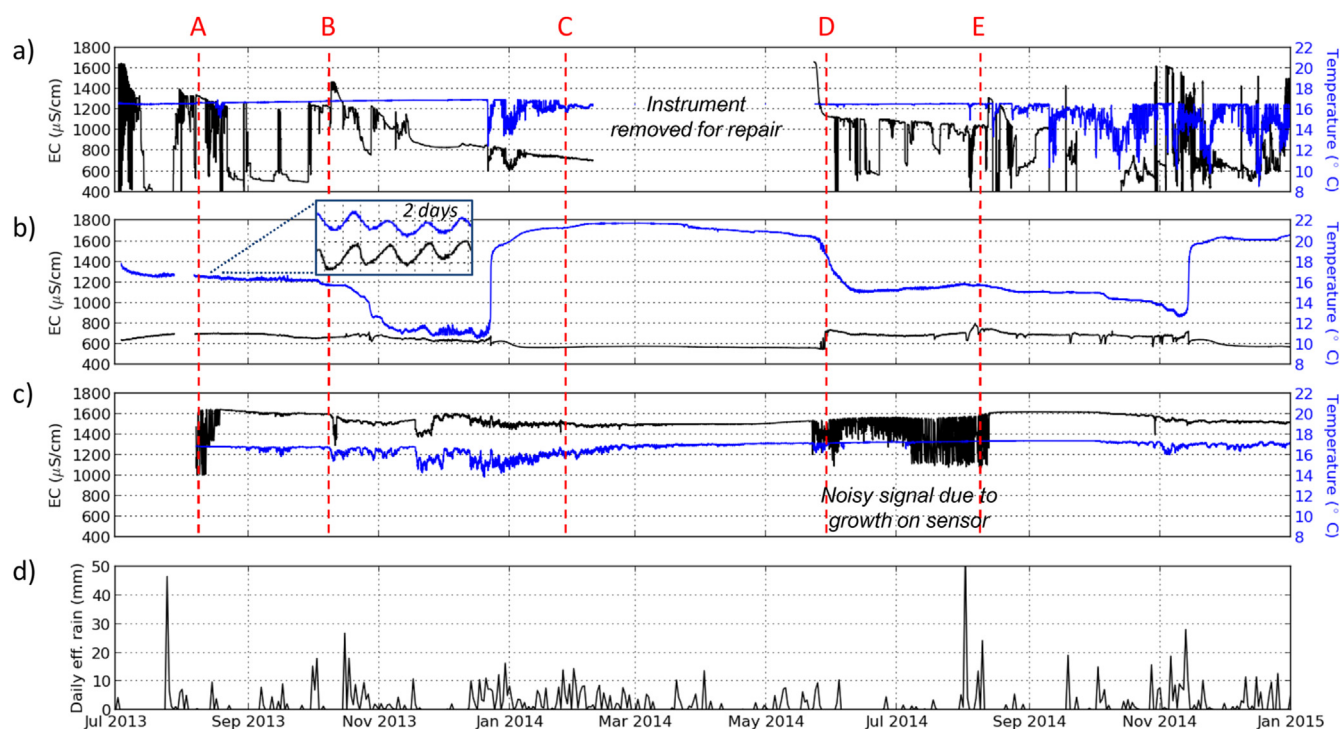 A B C D E
a)
1800 22
1600 20
1400 18
1200 16
1000 14
800 12
600 10
400 8
EC (μS/cm)
Temperature (° C)
Instrument
removed for repair
b)
1800 22
1600 20
1400 18
1200 16
1000 14
800 12
600 10
400 8
EC (μS/cm)
Temperature (° C)
2 days
c)
1800 22
1600 20
1400 18
1200 16
1000 14
800 12
600 10
400 8
EC (μS/cm)
Temperature (° C)
Noisy signal due to
growth on sensor
d)
50
40
30
20
10
0
Daily eff. rain (mm)
Jul 2013 Sep 2013 Nov 2013 Jan 2014 Mar 2014 May 2014 Jul 2014 Sep 2014 Nov 2014 Jan 2015